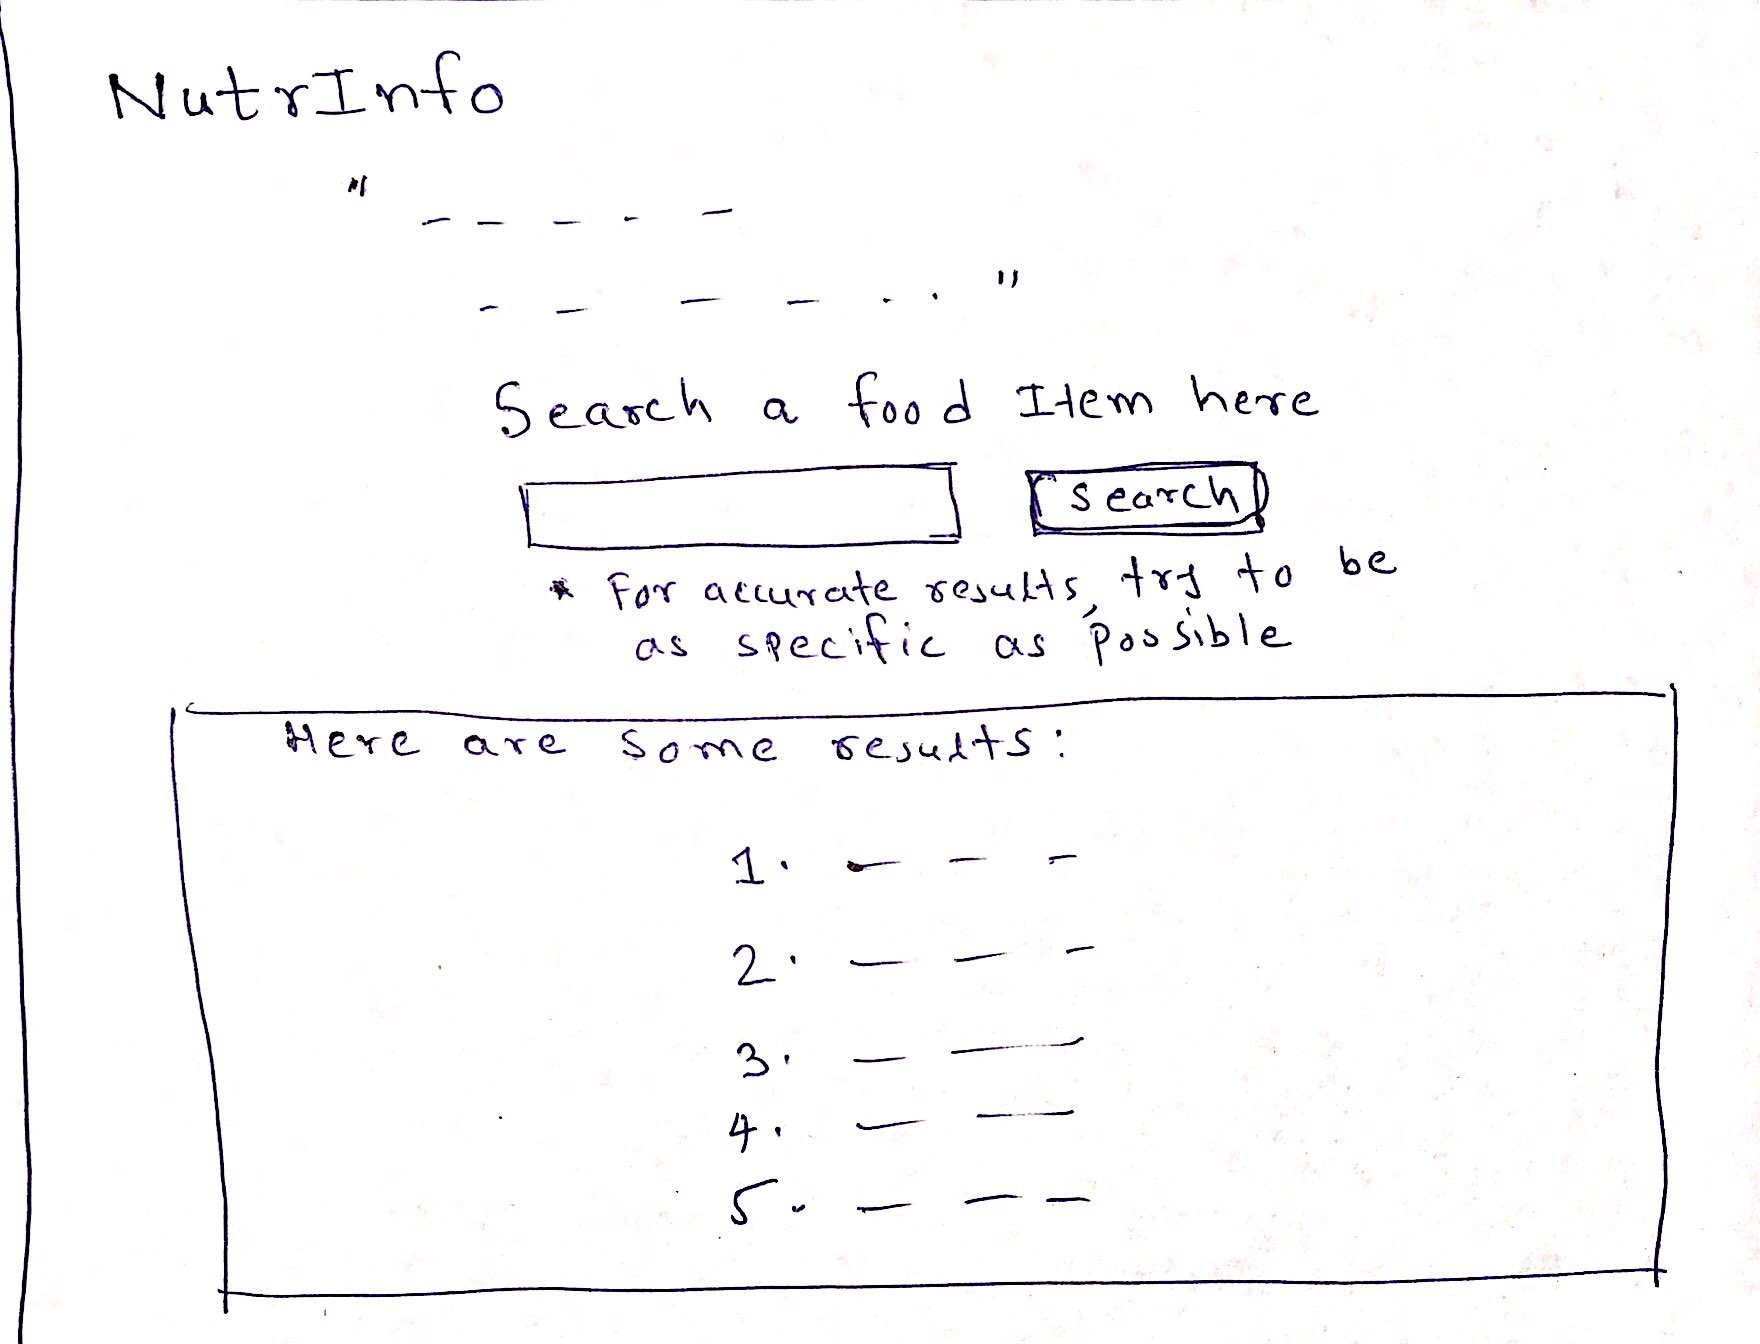 NutrInfo
" - - - - -
- - - - . . "
Search a food Item here
Search
* For accurate results, try to be
as specific as possible
Here are some results:
1. - - -
2. - - -
3. - -
4. - -
5. - - -